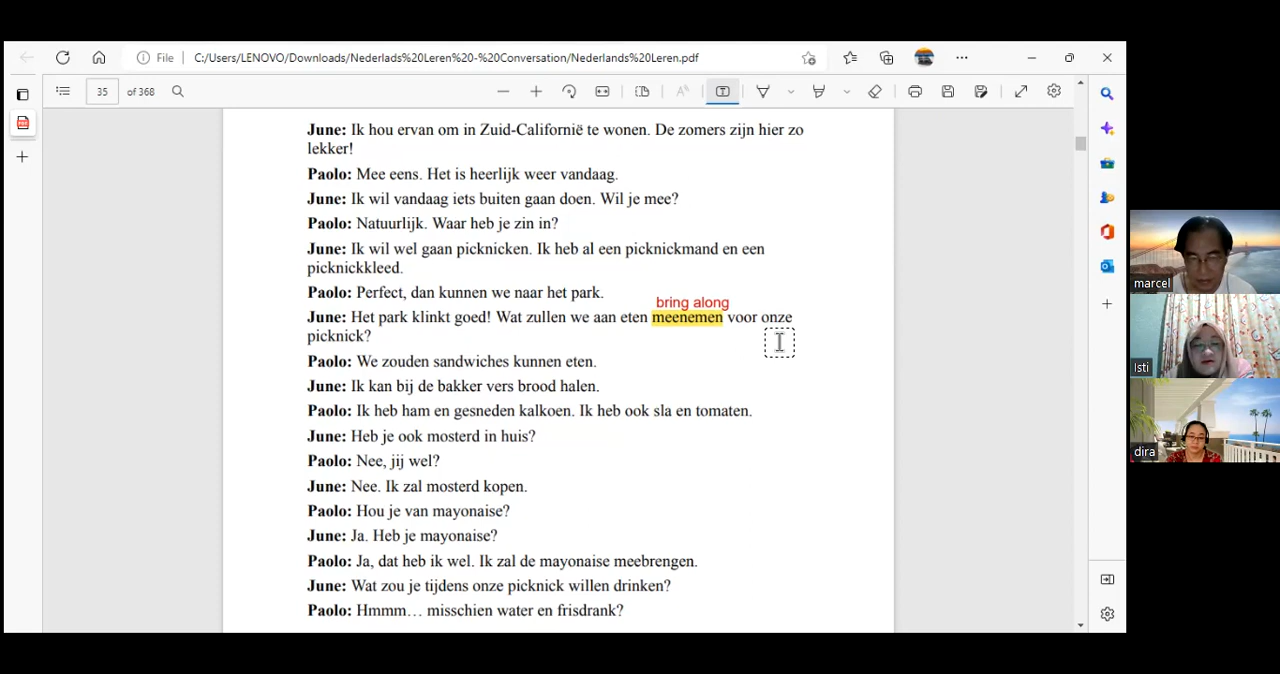 File
C:/Users/LENOVO/Downloads/Nederlads%20Leren%20-%20Conversation/Nederlands%20Leren.pdf
35 of 368
June: Ik hou ervan om in Zuid-Californië te wonen. De zomers zijn hier zo
lekker!
Paolo: Mee eens. Het is heerlijk weer vandaag.
June: Ik wil vandaag iets buiten gaan doen. Wil je mee?
Paolo: Natuurlijk. Waar heb je zin in?
June: Ik wil wel gaan picknicken. Ik heb al een picknickmand en een
picknickkleed.
Paolo: Perfect, dan kunnen we naar het park.
bring along
June: Het park klinkt goed! Wat zullen we aan eten meenemen voor onze
picknick?
Paolo: We zouden sandwiches kunnen eten.
June: Ik kan bij de bakker vers brood halen.
Paolo: Ik heb ham en gesneden kalkoen. Ik heb ook sla en tomaten.
June: Heb je ook mosterd in huis?
Paolo: Nee, jij wel?
June: Nee. Ik zal mosterd kopen.
Paolo: Hou je van mayonaise?
June: Ja. Heb je mayonaise?
Paolo: Ja, dat heb ik wel. Ik zal de mayonaise meebrengen.
June: Wat zou je tijdens onze picknick willen drinken?
Paolo: Hmmm… misschien water en frisdrank?
marcel
Isti
dira